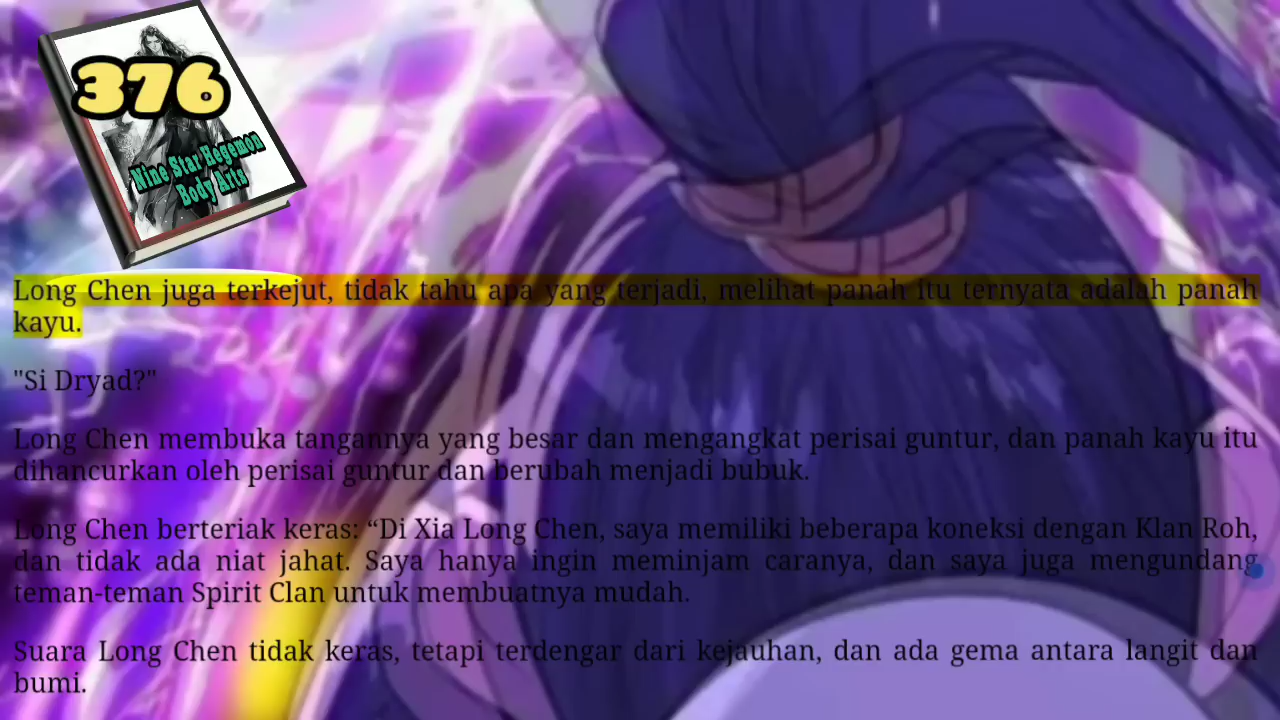 376
Nine Star Hegemon
Body Arts
Long Chen juga terkejut, tidak tahu apa yang terjadi, melihat panah itu ternyata adalah panah
kayu.
"Si Dryad?"
Long Chen membuka tangannya yang besar dan mengangkat perisai guntur, dan panah kayu itu
dihancurkan oleh perisai guntur dan berubah menjadi bubuk.
Long Chen berteriak keras: “Di Xia Long Chen, saya memiliki beberapa koneksi dengan Klan Roh,
dan tidak ada niat jahat. Saya hanya ingin meminjam caranya, dan saya juga mengundang
teman-teman Spirit Clan untuk membuatnya mudah.
Suara Long Chen tidak keras, tetapi terdengar dari kejauhan, dan ada gema antara langit dan
bumi.